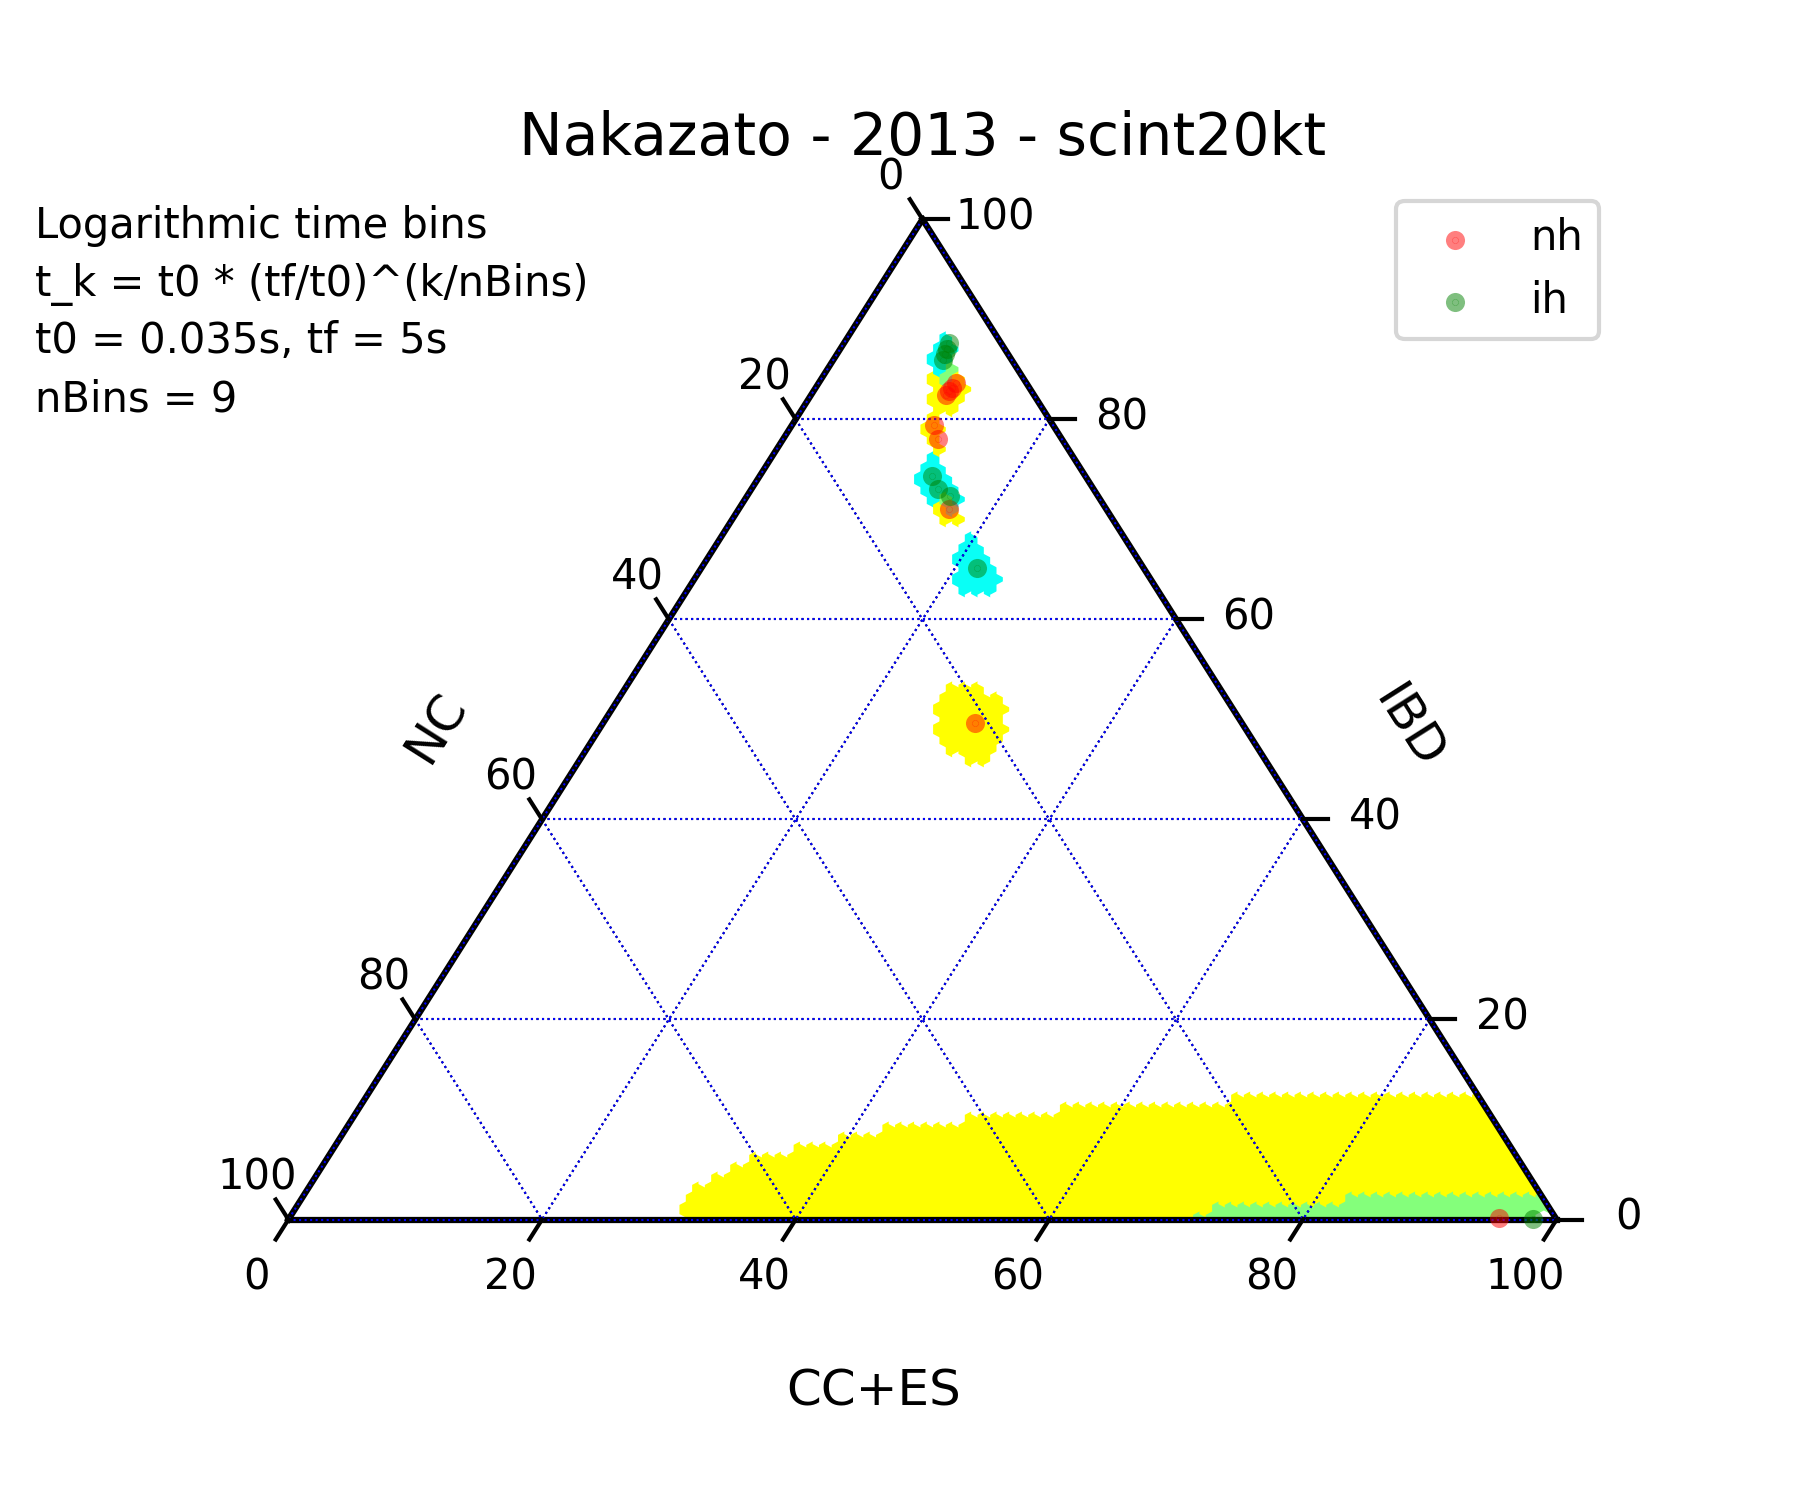 Nakazato - 2013 - scint20kt
Logarithmic time bins
t_k = t0 * (tf/t0)^(k/nBins)
t0 = 0.035s, tf = 5s
nBins = 9
nh
ih
0
100
20
80
40
60
NC
IBD
60
40
80
20
100
0
0
20
40
60
80
100
CC+ES